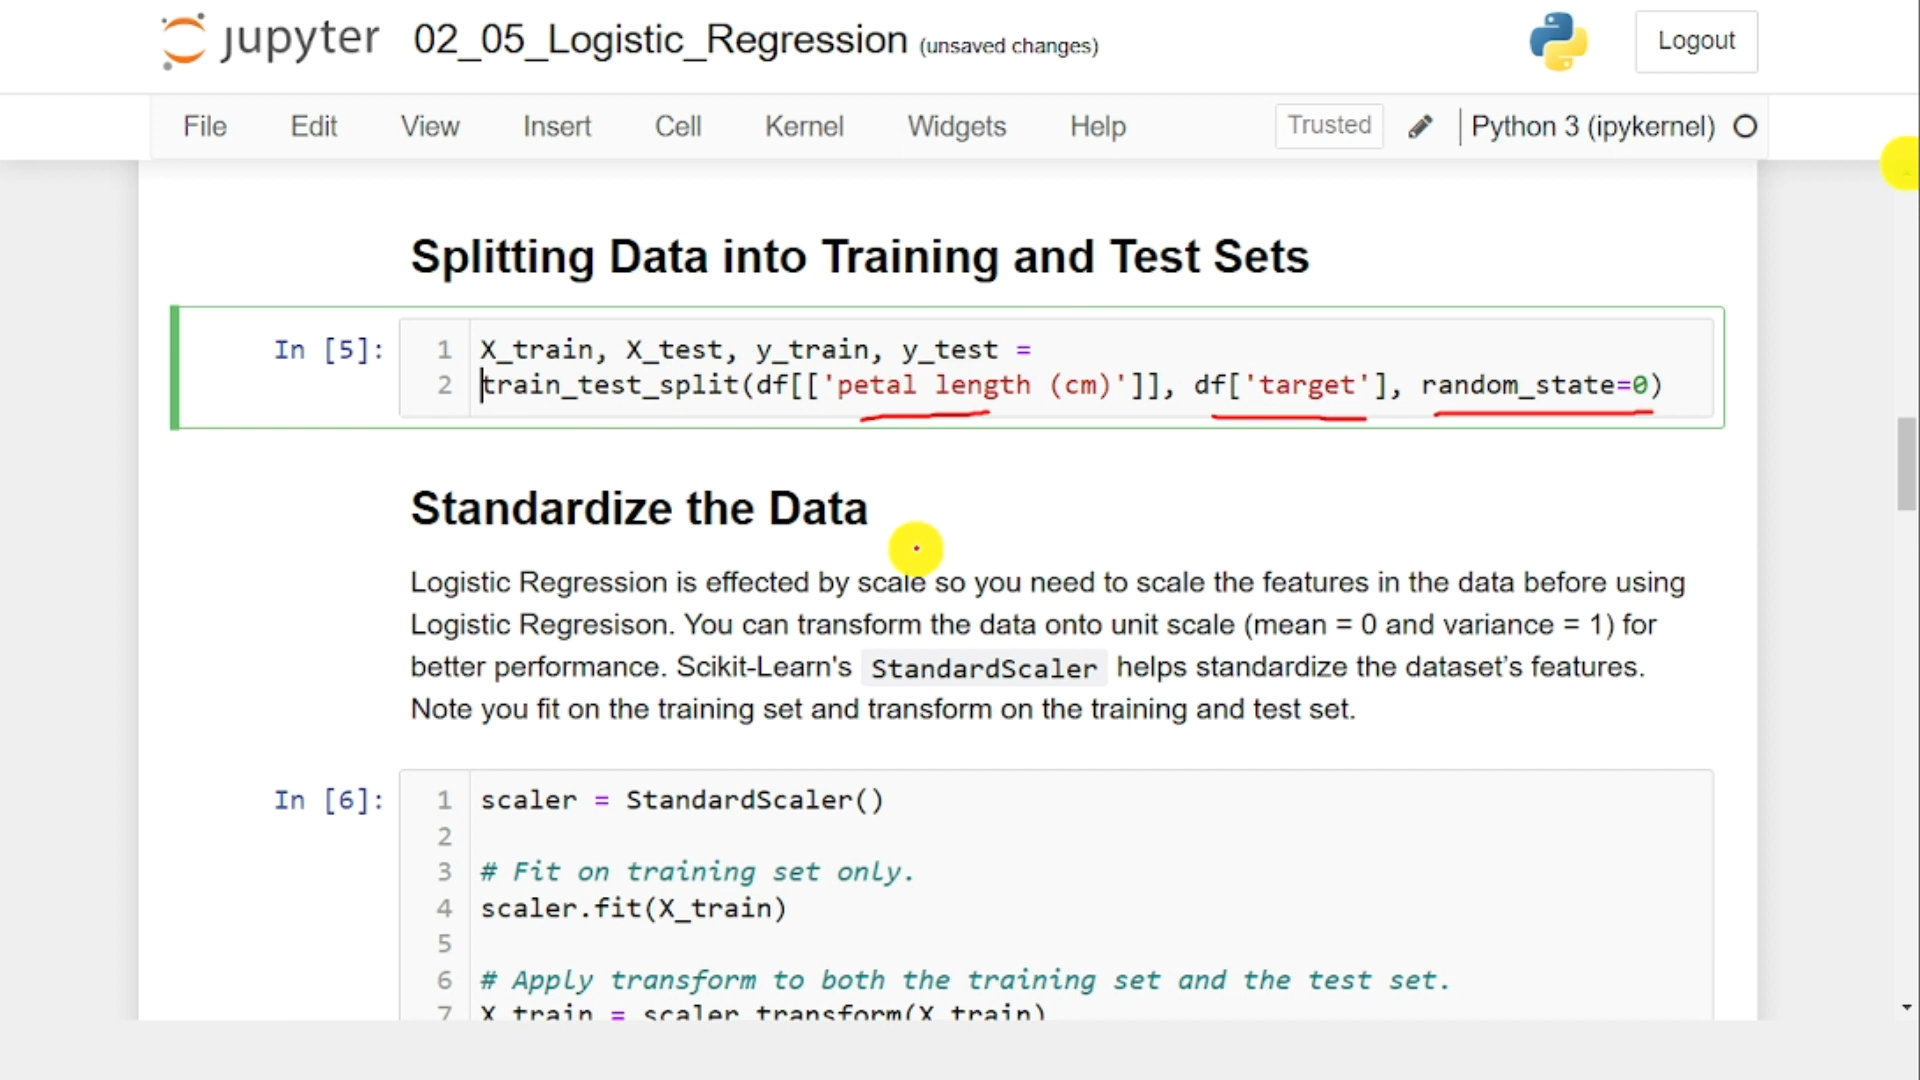 jupyter 02_05_Logistic_Regression (unsaved changes) Logout
File Edit View Insert Cell Kernel Widgets Help Trusted Python 3 (ipykernel)
Splitting Data into Training and Test Sets
In [5]:
1 X_train, X_test, y_train, y_test =
2 train_test_split(df[['petal length (cm)']], df['target'], random_state=0)
Standardize the Data
Logistic Regression is effected by scale so you need to scale the features in the data before using
Logistic Regresison. You can transform the data onto unit scale (mean = 0 and variance = 1) for
better performance. Scikit-Learn's StandardScaler helps standardize the dataset’s features.
Note you fit on the training set and transform on the training and test set.
In [6]:
1 scaler = StandardScaler()
2
3 # Fit on training set only.
4 scaler.fit(X_train)
5
6 # Apply transform to both the training set and the test set.
7 X_train = scaler.transform(X_train)